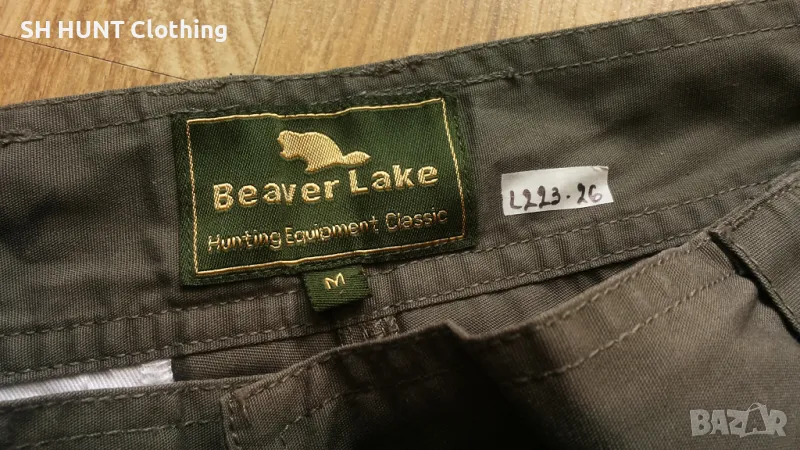 SH HUNT Clothing
Beaver Lake
Hunting Equipment Classic
M
L223.26
BAZAR